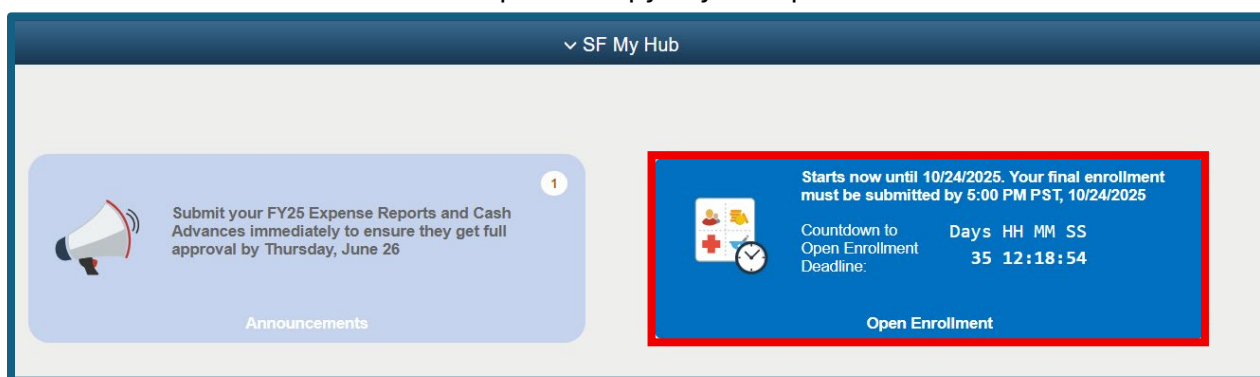 SF My Hub
1
Submit your FY25 Expense Reports and Cash
Advances immediately to ensure they get full
approval by Thursday, June 26
Announcements
Starts now until 10/24/2025. Your final enrollment
must be submitted by 5:00 PM PST, 10/24/2025
Countdown to
Open Enrollment
Deadline:
Days HH MM SS
35 12:18:54
Open Enrollment